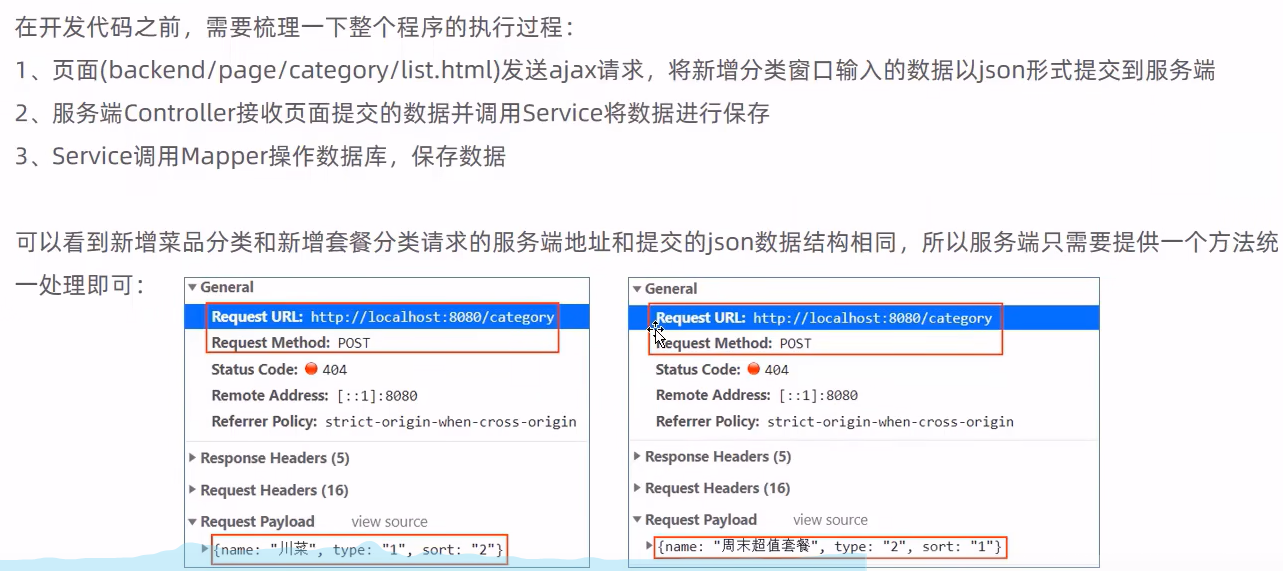 在开发代码之前，需要梳理一下整个程序的执行过程：
1、页面(backend/page/category/list.html)发送ajax请求，将新增分类窗口输入的数据以json形式提交到服务端
2、服务端Controller接收页面提交的数据并调用Service将数据进行保存
3、Service调用Mapper操作数据库，保存数据
可以看到新增菜品分类和新增套餐分类请求的服务端地址和提交的json数据结构相同，所以服务端只需要提供一个方法统
一处理即可：
General
Request URL: http://localhost:8080/category
Request Method: POST
Status Code: 404
Remote Address: [::1]:8080
Referrer Policy: strict-origin-when-cross-origin
Response Headers (5)
Request Headers (16)
Request Payload view source
{name: "川菜", type: "1", sort: "2"}
General
Request URL: http://localhost:8080/category
Request Method: POST
Status Code: 404
Remote Address: [::1]:8080
Referrer Policy: strict-origin-when-cross-origin
Response Headers (5)
Request Headers (16)
Request Payload view source
{name: "周末超值套餐", type: "2", sort: "1"}